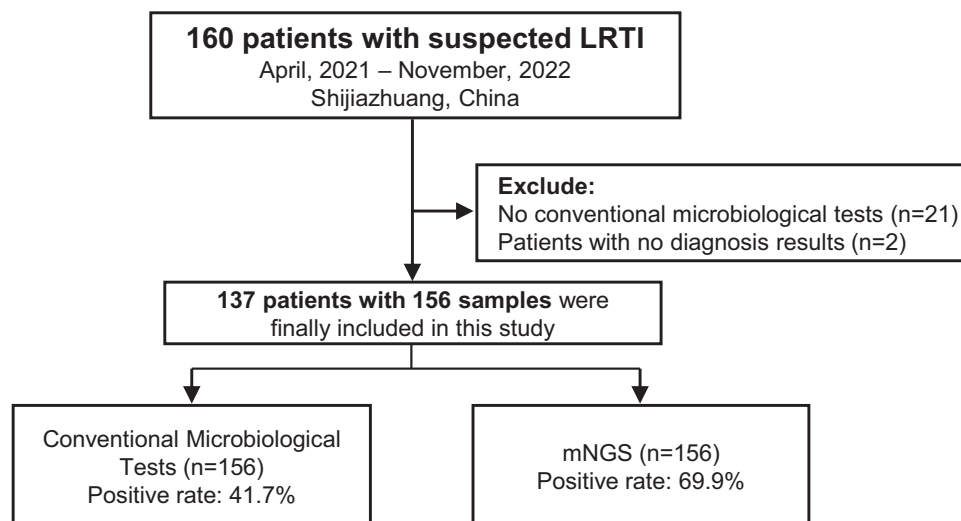 160 patients with suspected LRTI
April, 2021 – November, 2022
Shijiazhuang, China
Exclude:
No conventional microbiological tests (n=21)
Patients with no diagnosis results (n=2)
137 patients with 156 samples were
finally included in this study
Conventional Microbiological
Tests (n=156)
Positive rate: 41.7%
mNGS (n=156)
Positive rate: 69.9%